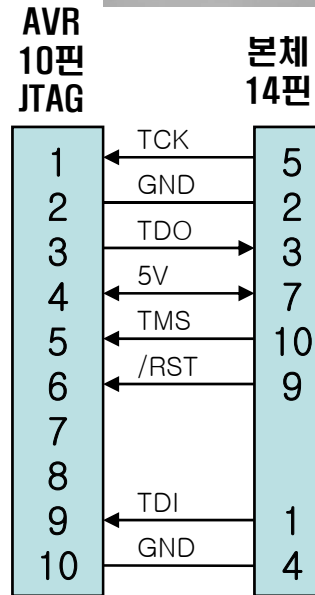 AVR
10핀
JTAG
본체
14핀
1 TCK 5
2 GND 2
3 TDO 3
4 5V 7
5 TMS 10
6 /RST 9
7
8
9 TDI 1
10 GND 4